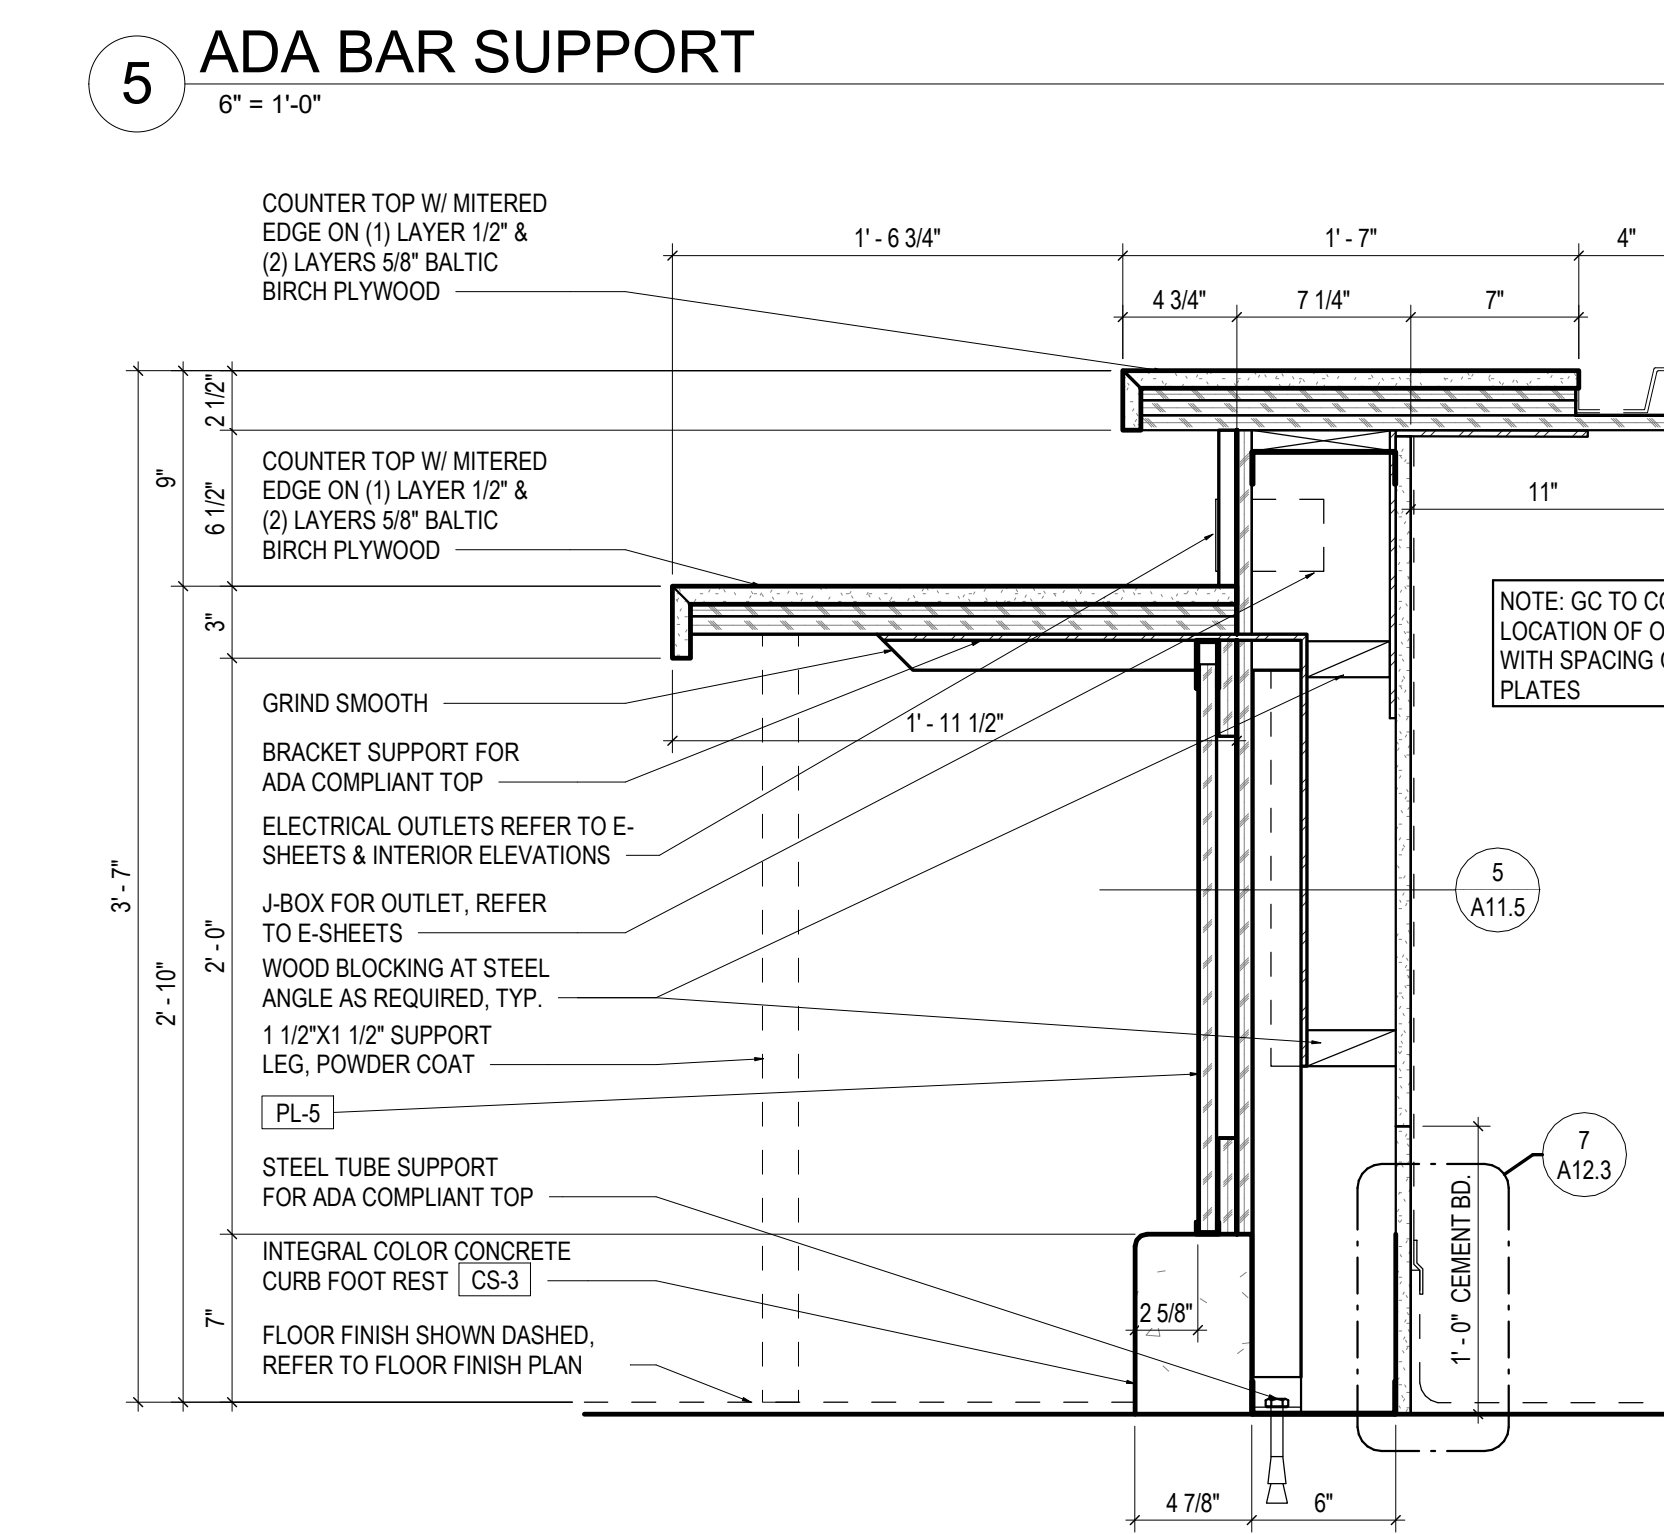 5
ADA BAR SUPPORT
6" = 1'-0"
COUNTER TOP W/ MITERED
EDGE ON (1) LAYER 1/2" &
(2) LAYERS 5/8" BALTIC
BIRCH PLYWOOD
1' - 6 3/4"
1' - 7"
4"
4 3/4"
7 1/4"
7"
2 1/2"
9"
6 1/2"
COUNTER TOP W/ MITERED
EDGE ON (1) LAYER 1/2" &
(2) LAYERS 5/8" BALTIC
BIRCH PLYWOOD
11"
NOTE: GC TO CO
LOCATION OF O
WITH SPACING
PLATES
3"
GRIND SMOOTH
1' - 11 1/2"
BRACKET SUPPORT FOR
ADA COMPLIANT TOP
ELECTRICAL OUTLETS REFER TO E-
SHEETS & INTERIOR ELEVATIONS
3' - 7"
5
A11.5
J-BOX FOR OUTLET, REFER
TO E-SHEETS
2' - 0"
2' - 10"
WOOD BLOCKING AT STEEL
ANGLE AS REQUIRED, TYP.
1 1/2"X1 1/2" SUPPORT
LEG, POWDER COAT
PL-5
7
A12.3
STEEL TUBE SUPPORT
FOR ADA COMPLIANT TOP
1' - 0" CEMENT BD.
INTEGRAL COLOR CONCRETE
CURB FOOT REST CS-3
7"
2 5/8"
FLOOR FINISH SHOWN DASHED,
REFER TO FLOOR FINISH PLAN
4 7/8"
6"